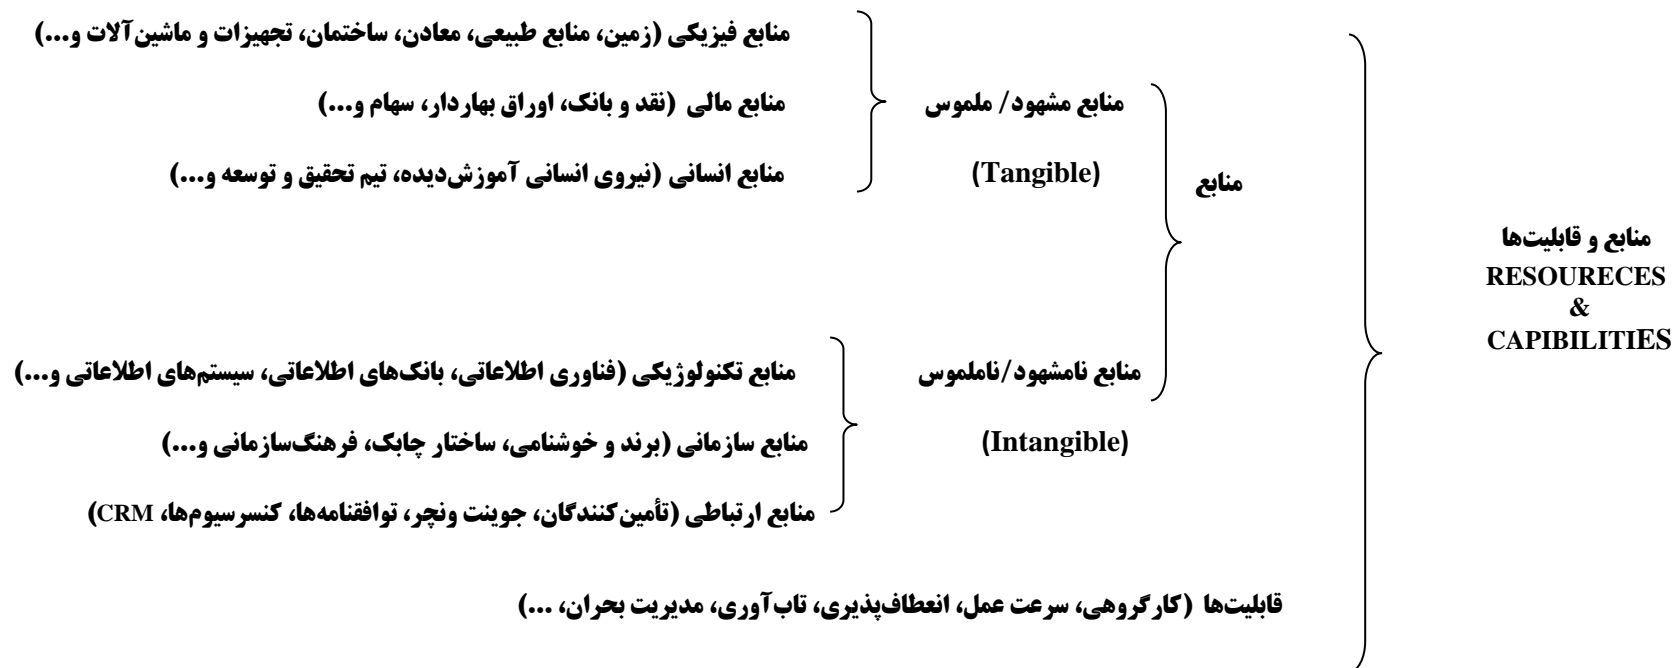 منابع فیزیکی (زمین، منابع طبیعی، معادن، ساختمان، تجهیزات و ماشین‌آلات و...)
منابع مشهود/ ملموس
منابع مالی (نقد و بانک، اوراق بهاردار، سهام و...)
(Tangible)
منابع انسانی (نیروی انسانی آموزش‌دیده، تیم تحقیق و توسعه و...)
منابع
منابع و قابلیت‌ها
RESOURECES
&
CAPIBILITIES
منابع نامشهود/ناملموس
منابع تکنولوژیکی (فناوری اطلاعاتی، بانک‌های اطلاعاتی، سیستم‌های اطلاعاتی و...)
(Intangible)
منابع سازمانی (برند و خوشنامی، ساختار چابک، فرهنگ‌سازمانی و...)
منابع ارتباطی (تأمین‌کنندگان، جوینت ونچر، توافقنامه‌ها، کنسرسیوم‌ها، CRM)
قابلیت‌ها (کارگروهی، سرعت عمل، انعطاف‌پذیری، تاب‌آوری، مدیریت بحران، ...)